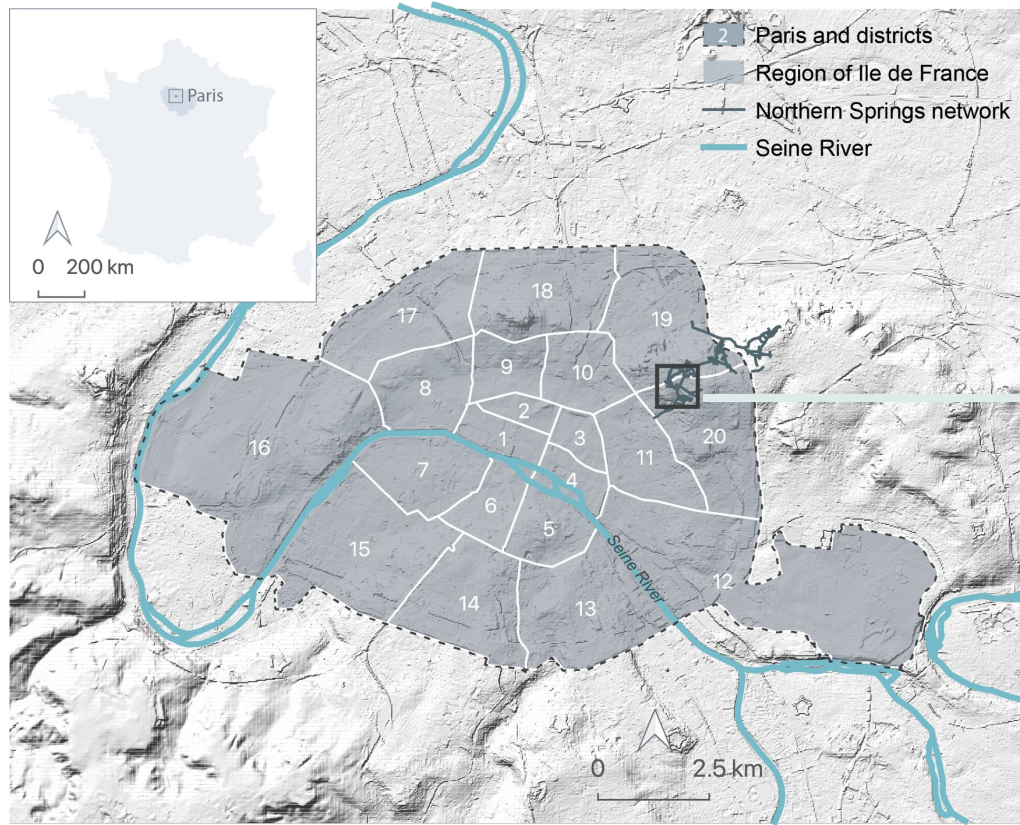 Paris
0 200 km
2 Paris and districts
Region of Ile de France
Northern Springs network
Seine River
18
17
19
9
10
8
2
20
1
3
16
11
7
4
6
5
15
Seine River
12
14
13
0 2.5 km